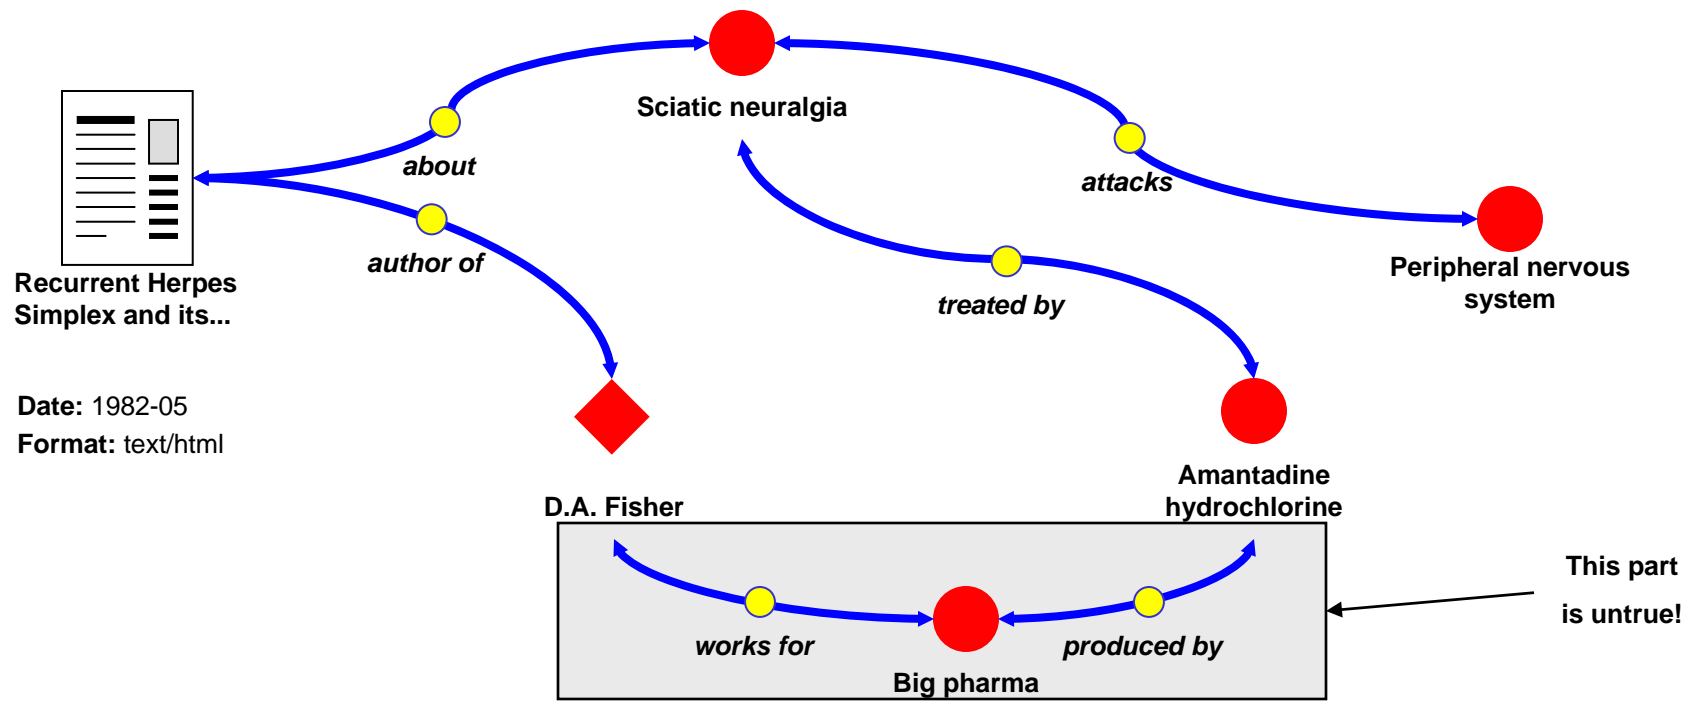 Sciatic neuralgia
about
attacks
author of
Recurrent Herpes
Simplex and its...
treated by
Peripheral nervous
system
Date: 1982-05
Format: text/html
D.A. Fisher
Amantadine
hydrochlorine
works for
produced by
Big pharma
This part
is untrue!